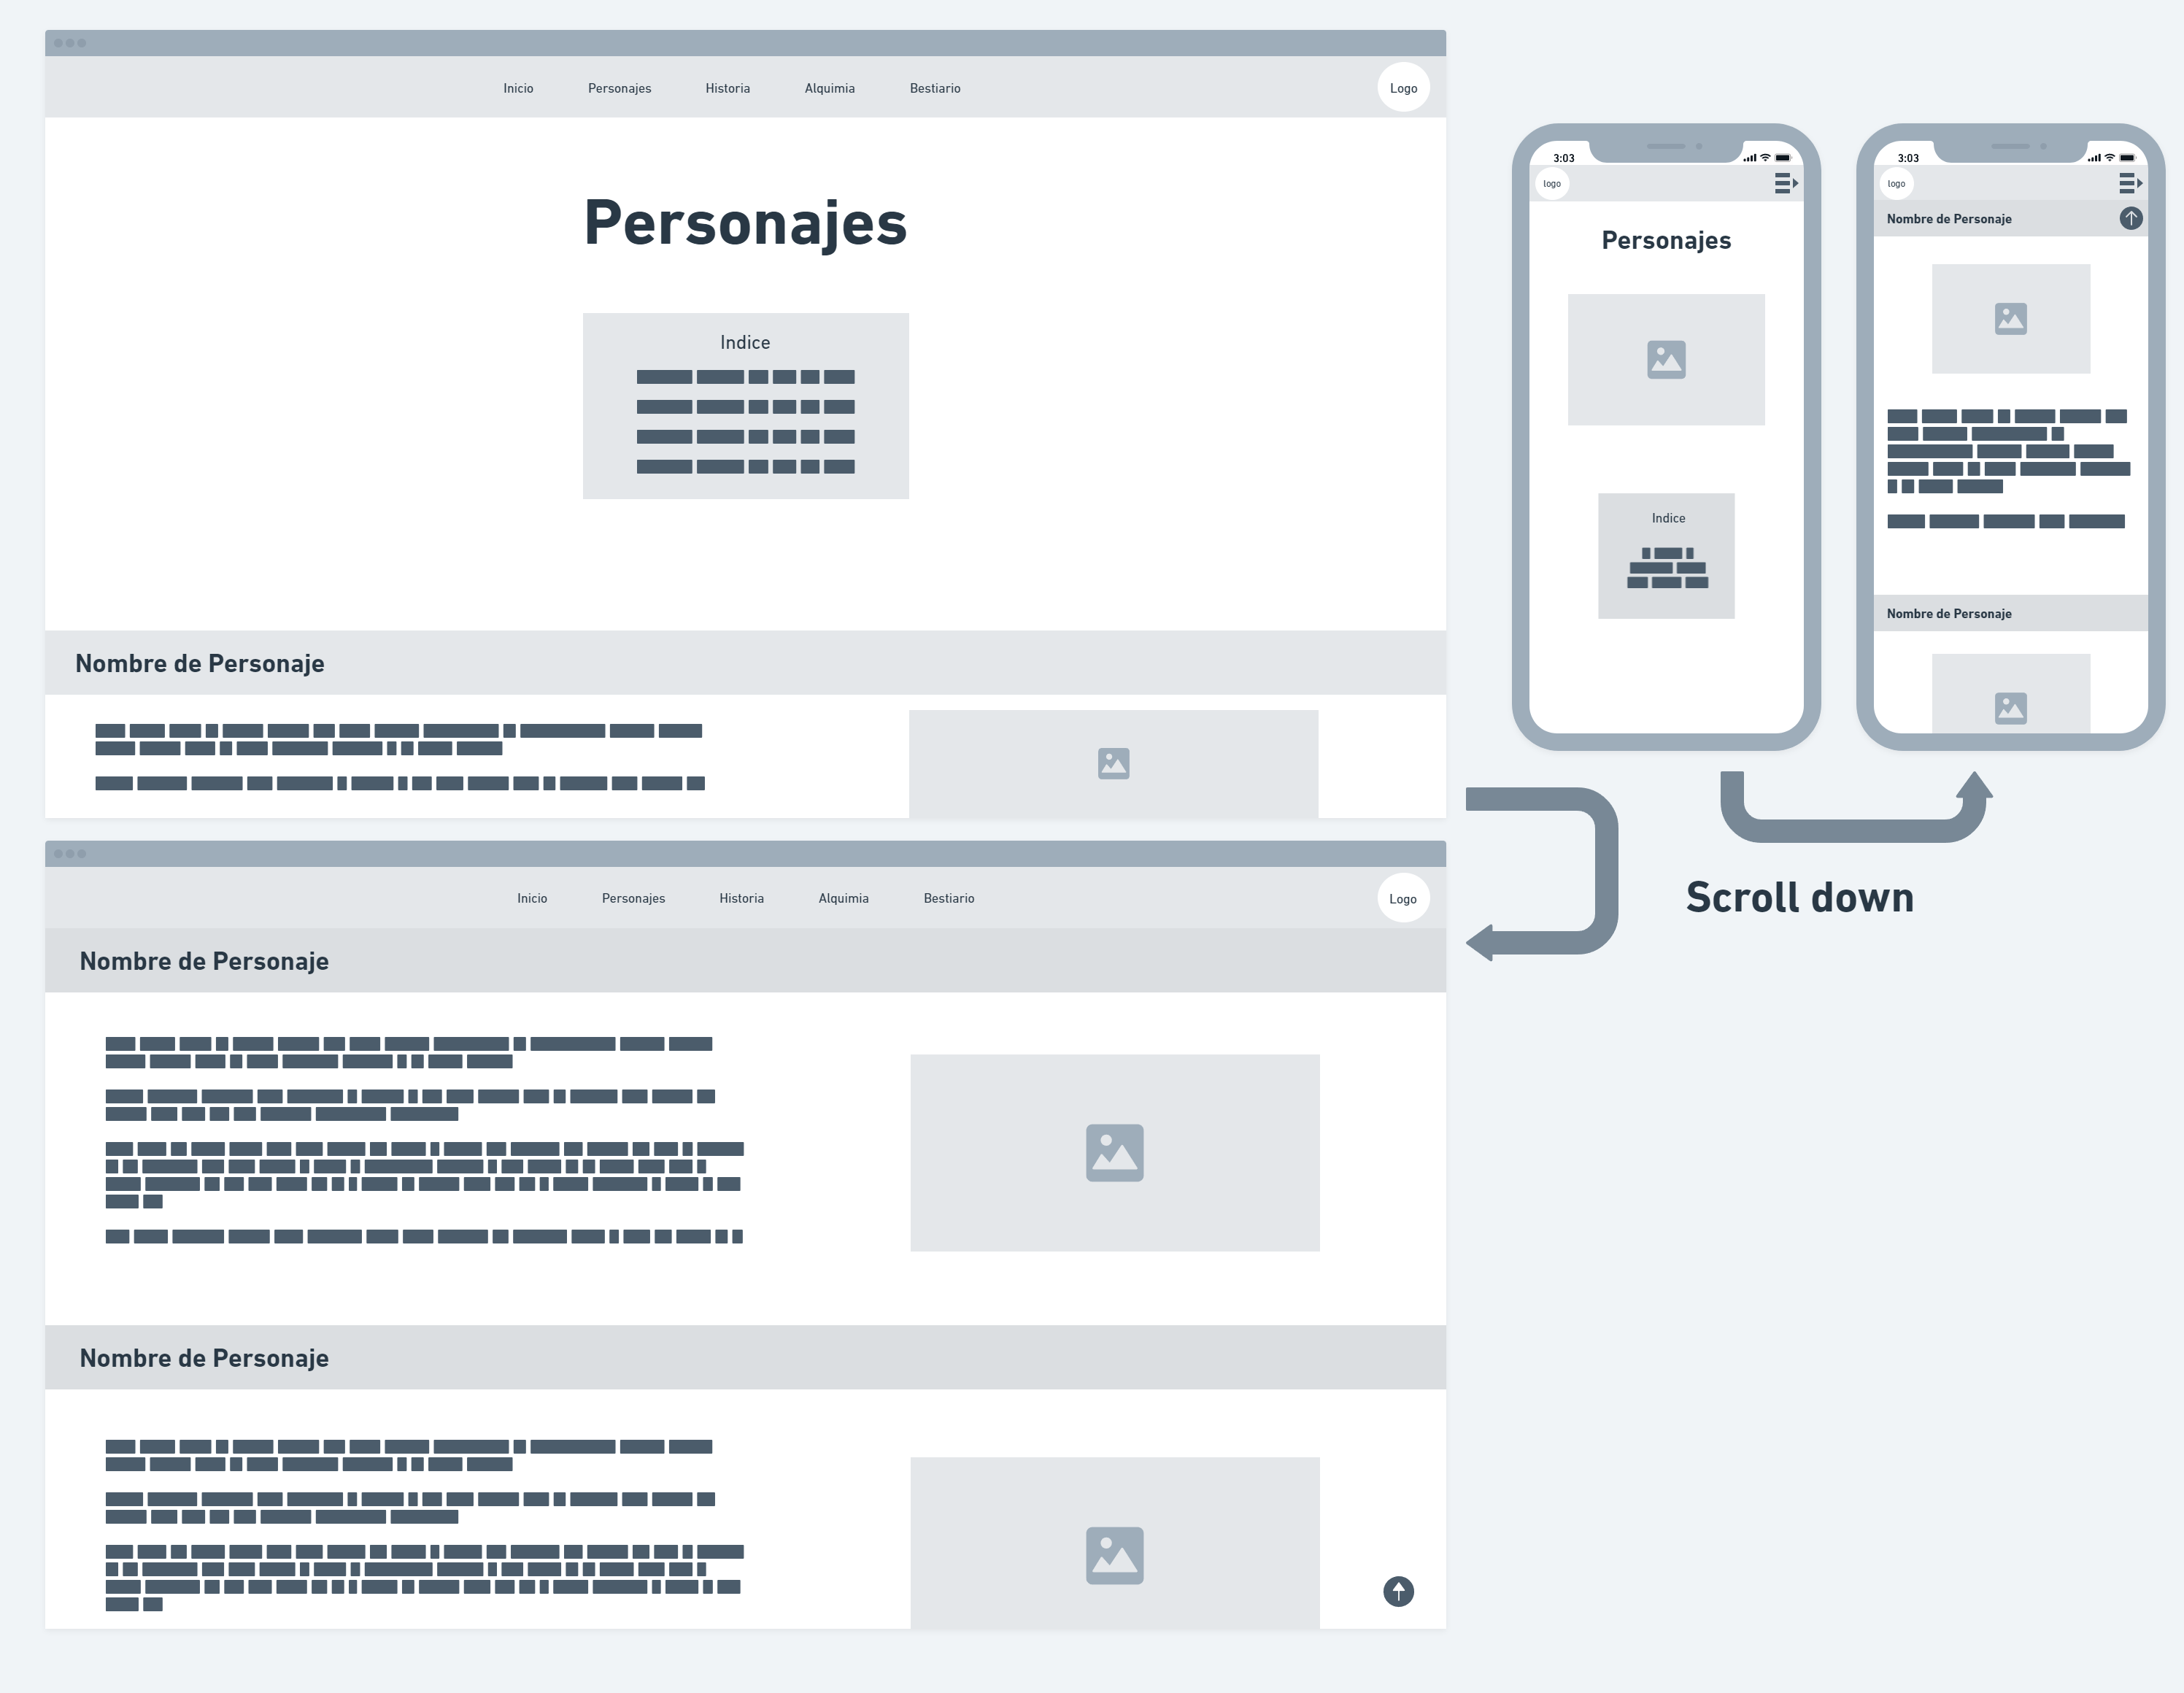 Inicio Personajes Historia Alquimia Bestiario Logo
Personajes
Indice
Nombre de Personaje
Inicio Personajes Historia Alquimia Bestiario Logo
Nombre de Personaje
Nombre de Personaje
3:03
logo
Personajes
Indice
3:03
logo
Nombre de Personaje
Nombre de Personaje
Scroll down